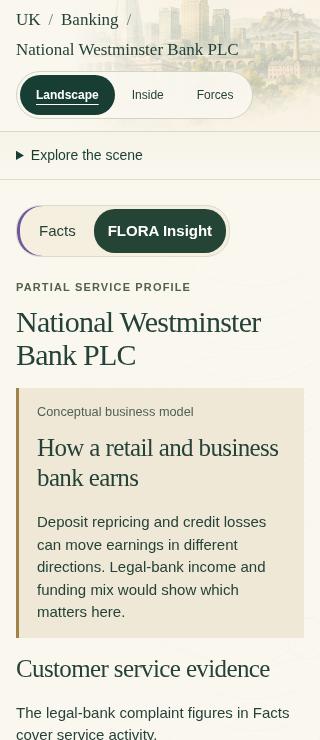 UK / Banking /
National Westminster Bank PLC
Landscape Inside Forces
Explore the scene
Facts FLORA Insight
PARTIAL SERVICE PROFILE
National Westminster
Bank PLC
Conceptual business model
How a retail and business
bank earns
Deposit repricing and credit losses
can move earnings in different
directions. Legal-bank income and
funding mix would show which
matters here.
Customer service evidence
The legal-bank complaint figures in Facts
cover service activity.